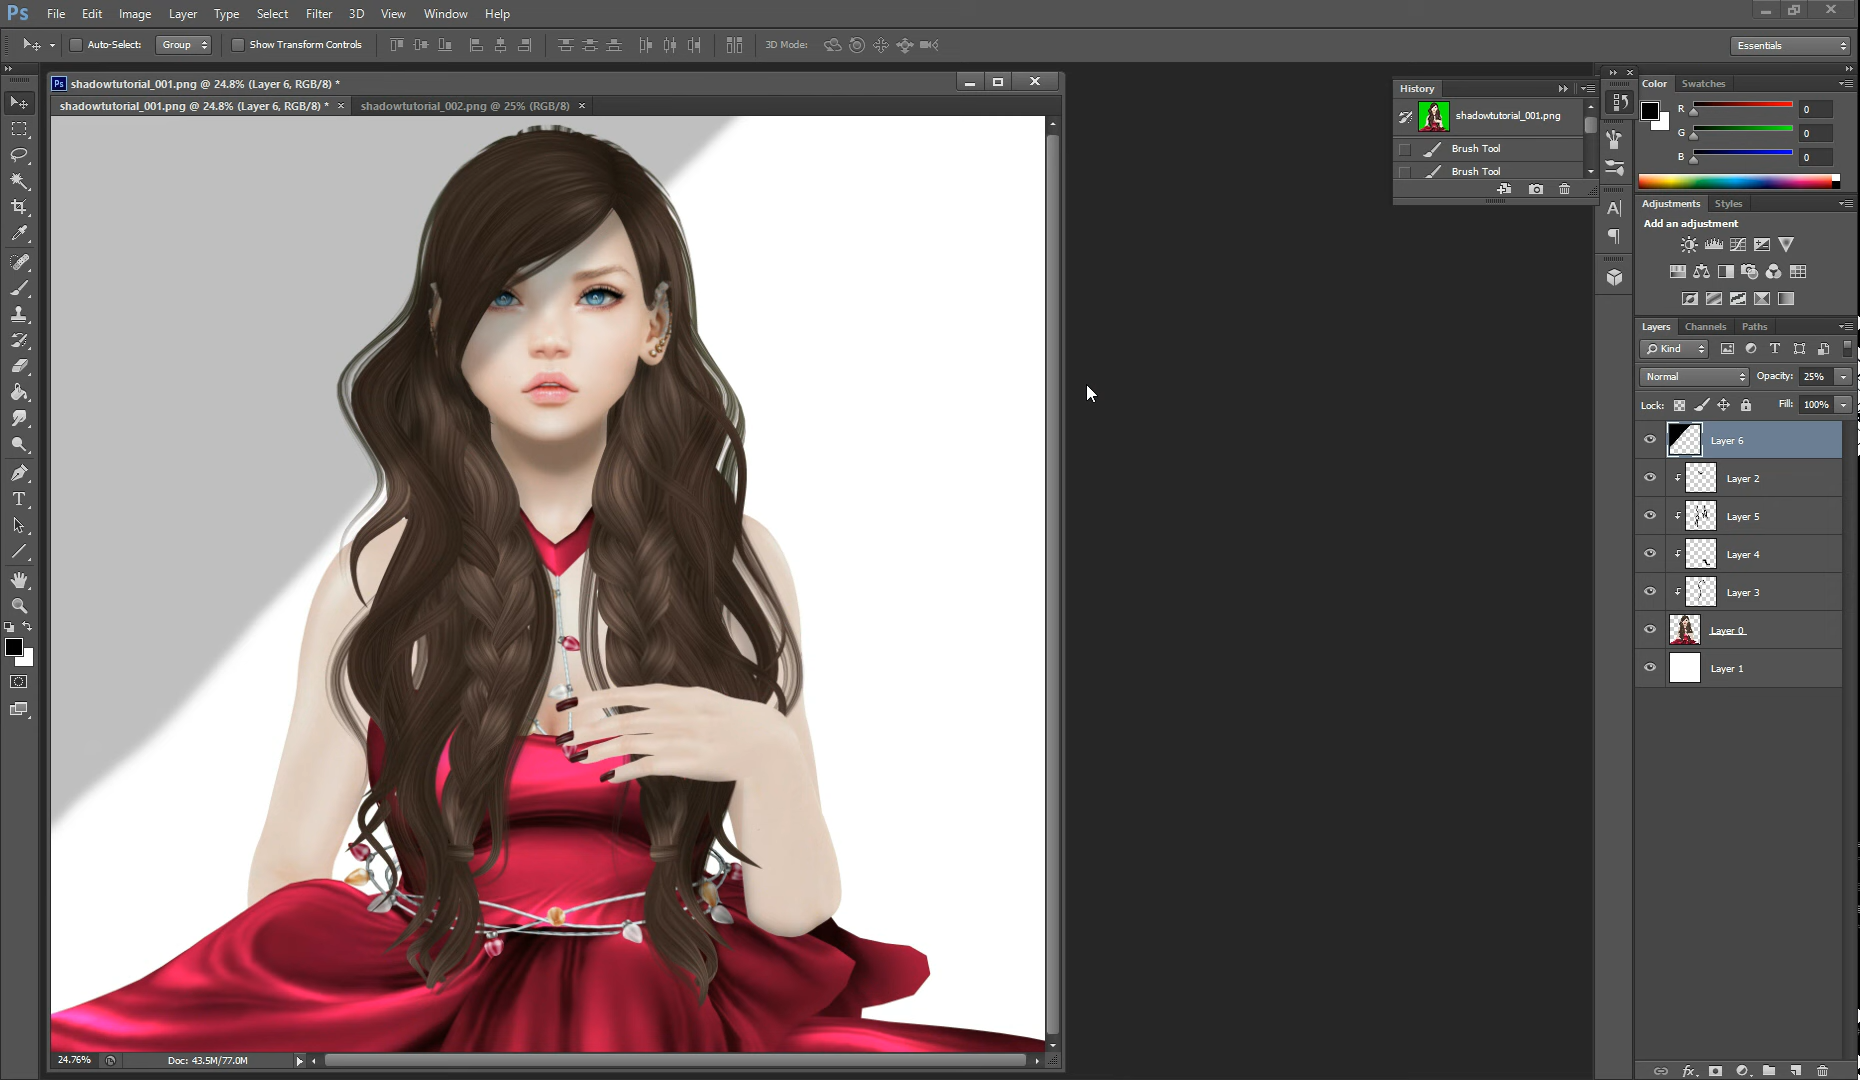 Ps File Edit Image Layer Type Select Filter 3D View Window Help
Auto-Select: Group Show Transform Controls 3D Mode: Essentials
Ps shadowtutorial_001.png @ 24.8% (Layer 6, RGB/8) *
shadowtutorial_001.png @ 24.8% (Layer 6, RGB/8) * × shadowtutorial_002.png @ 25% (RGB/8) ×
History
shadowtutorial_001.png
Brush Tool
Brush Tool
Color Swatches
R 0
G 0
B 0
Adjustments Styles
Add an adjustment
Layers Channels Paths
Kind
Normal Opacity: 25%
Lock: Fill: 100%
Layer 6
Layer 2
Layer 5
Layer 4
Layer 3
Layer 0
Layer 1
24.76% Doc: 43.5M/77.0M
fx